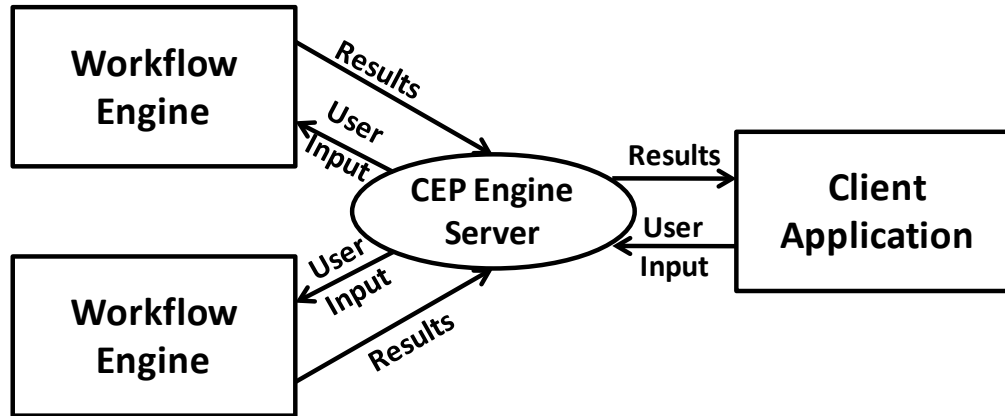 Workflow
Engine
Results
User
Input
CEP Engine
Server
Results
User
Input
Client
Application
User
Input
Results
Workflow
Engine